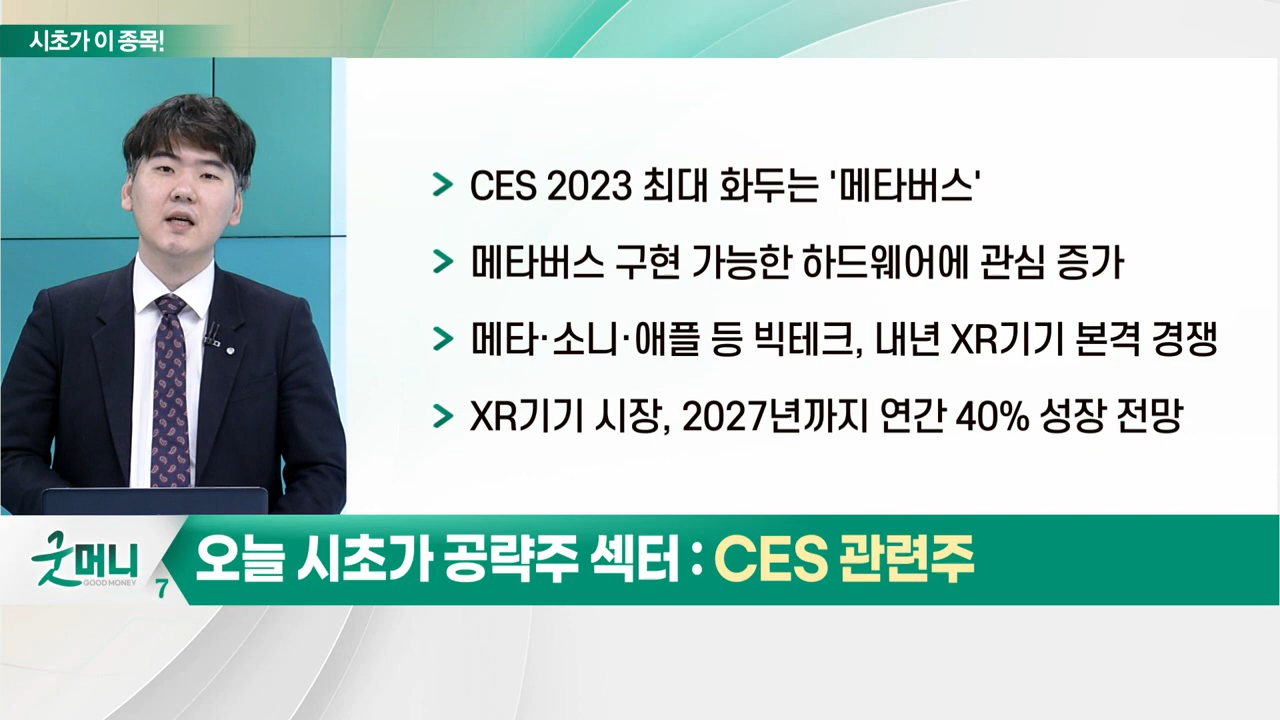 시초가 이 종목!
> CES 2023 최대 화두는 '메타버스'
> 메타버스 구현 가능한 하드웨어에 관심 증가
> 메타·소니·애플 등 빅테크, 내년 XR기기 본격 경쟁
> XR기기 시장, 2027년까지 연간 40% 성장 전망
굿머니
GOOD MONEY
7
오늘 시초가 공략주 섹터 : CES 관련주